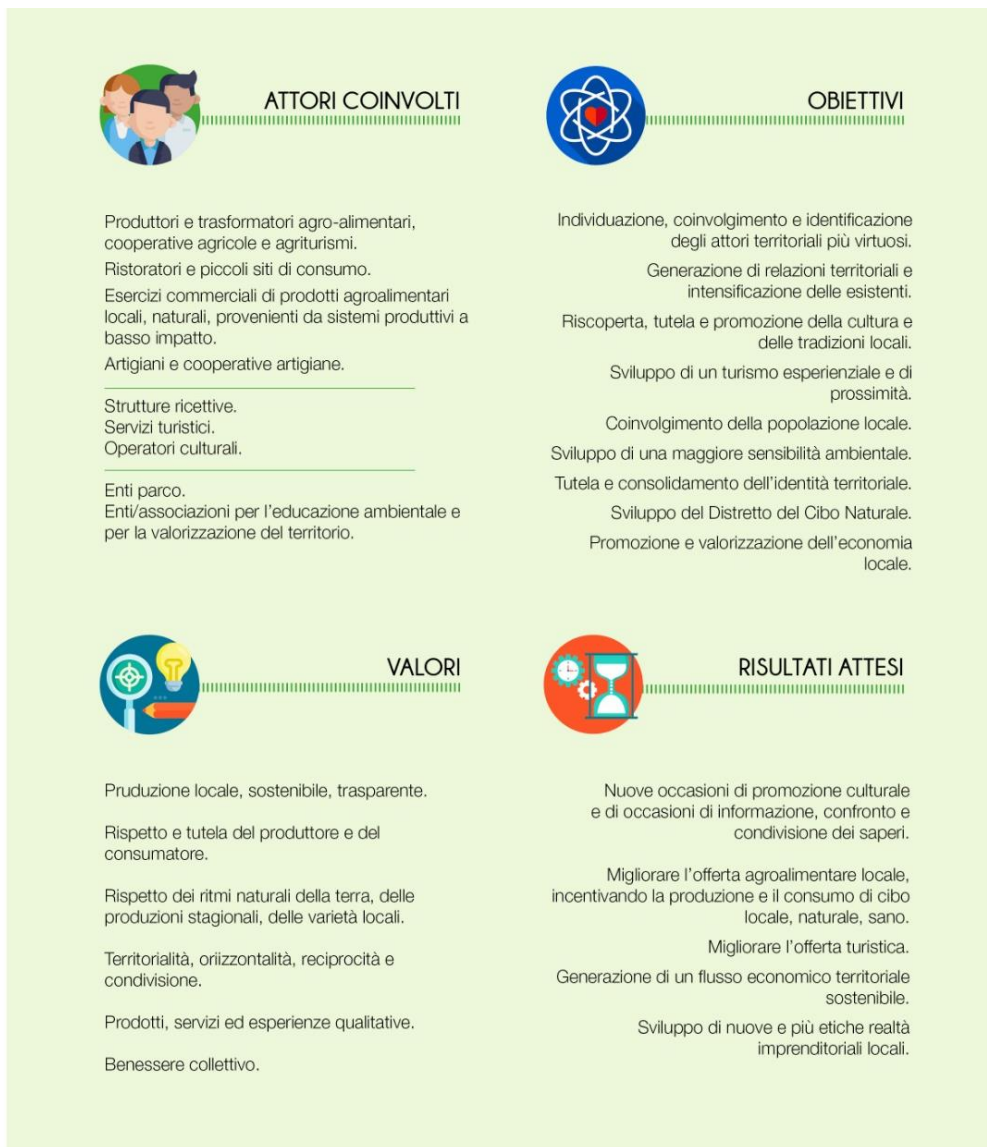 ATTORI COINVOLTI
Produttori e trasformatori agro-alimentari,
cooperative agricole e agriturismi.
Ristoratori e piccoli siti di consumo.
Esercizi commerciali di prodotti agroalimentari
locali, naturali, provenienti da sistemi produttivi a
basso impatto.
Artigiani e cooperative artigiane.
Strutture ricettive.
Servizi turistici.
Operatori culturali.
Enti parco.
Enti/associazioni per l'educazione ambientale e
per la valorizzazione del territorio.
OBIETTIVI
Individuazione, coinvolgimento e identificazione
degli attori territoriali più virtuosi.
Generazione di relazioni territoriali e
intensificazione delle esistenti.
Riscoperta, tutela e promozione della cultura e
delle tradizioni locali.
Sviluppo di un turismo esperienziale e di
prossimità.
Coinvolgimento della popolazione locale.
Sviluppo di una maggiore sensibilità ambientale.
Tutela e consolidamento dell'identità territoriale.
Sviluppo del Distretto del Cibo Naturale.
Promozione e valorizzazione dell'economia
locale.
VALORI
Pruduzione locale, sostenibile, trasparente.
Rispetto e tutela del produttore e del
consumatore.
Rispetto dei ritmi naturali della terra, delle
produzioni stagionali, delle varietà locali.
Territorialità, oriizzontalità, reciprocità e
condivisione.
Prodotti, servizi ed esperienze qualitative.
Benessere collettivo.
RISULTATI ATTESI
Nuove occasioni di promozione culturale
e di occasioni di informazione, confronto e
condivisione dei saperi.
Migliorare l'offerta agroalimentare locale,
incentivando la produzione e il consumo di cibo
locale, naturale, sano.
Migliorare l'offerta turistica.
Generazione di un flusso economico territoriale
sostenibile.
Sviluppo di nuove e più etiche realtà
imprenditoriali locali.